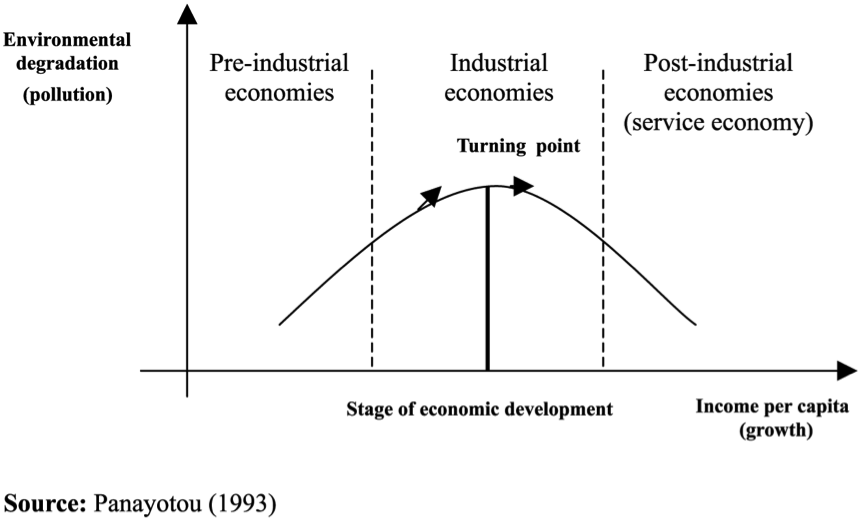 Environmental
degradation
(pollution)
Pre-industrial
economies
Industrial
economies
Post-industrial
economies
(service economy)
Turning point
Stage of economic development
Income per capita
(growth)
Source: Panayotou (1993)